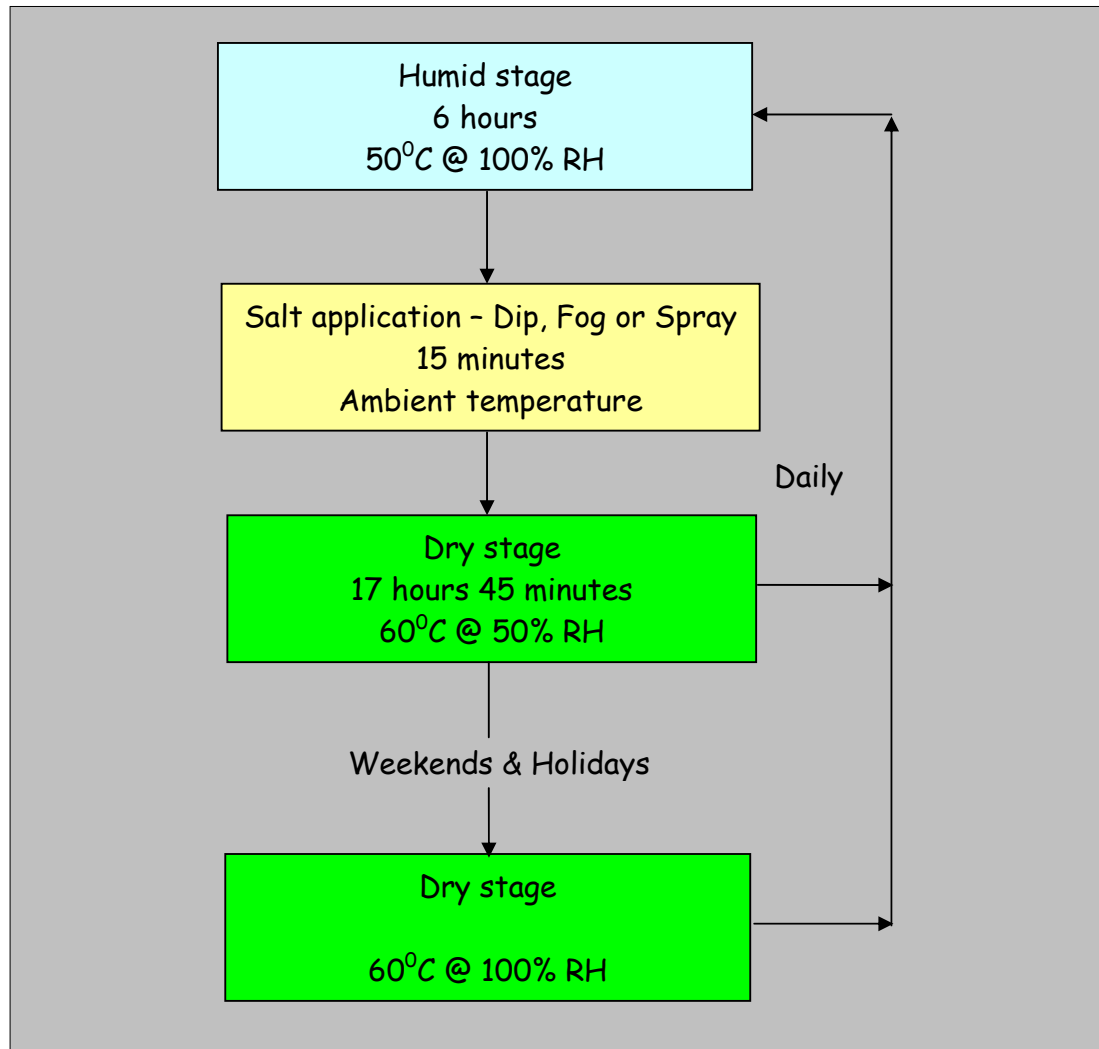 Humid stage
6 hours
50⁰C @ 100% RH
Salt application – Dip, Fog or Spray
15 minutes
Ambient temperature
Daily
Dry stage
17 hours 45 minutes
60⁰C @ 50% RH
Weekends & Holidays
Dry stage
60⁰C @ 100% RH